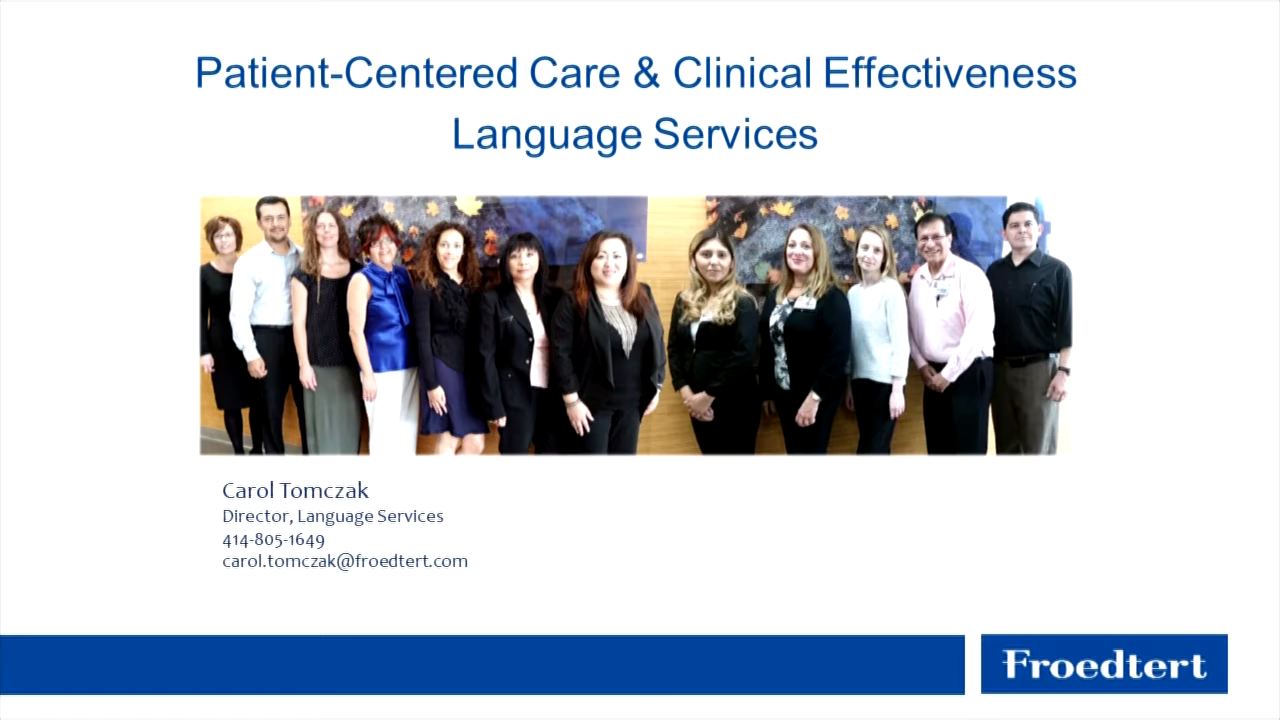 Patient-Centered Care & Clinical Effectiveness
Language Services
Carol Tomczak
Director, Language Services
414-805-1649
carol.tomczak@froedtert.com
Froedtert